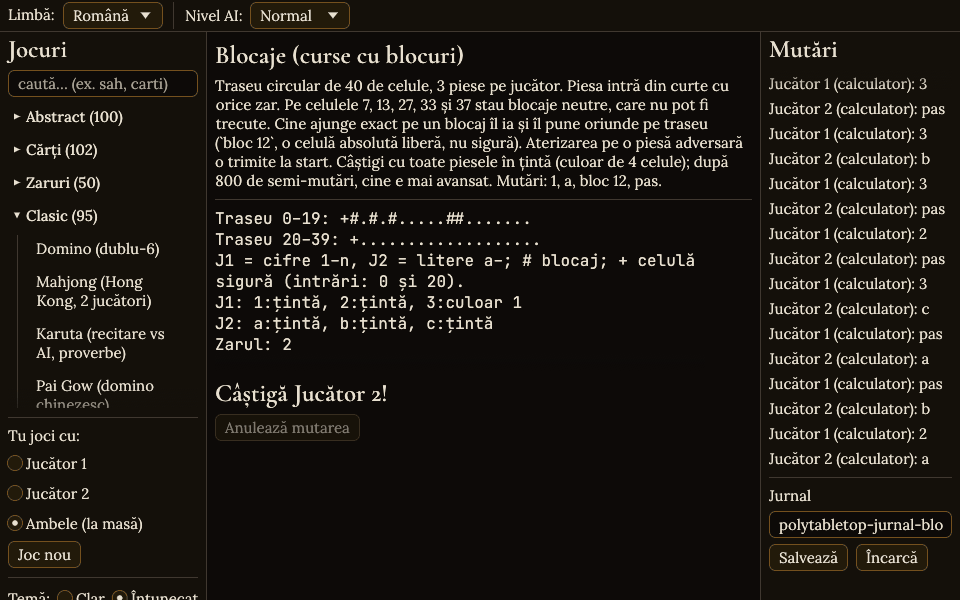 Limbă: Română ▼ Nivel AI: Normal ▼
Jocuri
caută... (ex. sah, carti)
▸ Abstract (100)
▸ Cărți (102)
▸ Zaruri (50)
▾ Clasic (95)
Domino (dublu-6)
Mahjong (Hong
Kong, 2 jucători)
Karuta (recitare vs
AI, proverbe)
Pai Gow (domino
chinezesc)
Tu joci cu:
Jucător 1
Jucător 2
Ambele (la masă)
Joc nou
Temă: Clar Întunecat
Blocaje (curse cu blocuri)
Traseu circular de 40 de celule, 3 piese pe jucător. Piesa intră din curte cu
orice zar. Pe celulele 7, 13, 27, 33 și 37 stau blocaje neutre, care nu pot fi
trecute. Cine ajunge exact pe un blocaj îl ia și îl pune oriunde pe traseu
(`bloc 12`, o celulă absolută liberă, nu sigură). Aterizarea pe o piesă adversară
o trimite la start. Câștigi cu toate piesele în țintă (culoar de 4 celule); după
800 de semi-mutări, cine e mai avansat. Mutări: 1, a, bloc 12, pas.
Traseu 0-19: +#.#.#.....##.......
Traseu 20-39: +...................
J1 = cifre 1-n, J2 = litere a-; # blocaj; + celulă
sigură (intrări: 0 și 20).
J1: 1:țintă, 2:țintă, 3:culoar 1
J2: a:țintă, b:țintă, c:țintă
Zarul: 2
Câștigă Jucător 2!
Anulează mutarea
Mutări
Jucător 1 (calculator): 3
Jucător 2 (calculator): pas
Jucător 1 (calculator): 3
Jucător 2 (calculator): b
Jucător 1 (calculator): 3
Jucător 2 (calculator): pas
Jucător 1 (calculator): 2
Jucător 2 (calculator): pas
Jucător 1 (calculator): 3
Jucător 2 (calculator): c
Jucător 1 (calculator): pas
Jucător 2 (calculator): a
Jucător 1 (calculator): pas
Jucător 2 (calculator): b
Jucător 1 (calculator): 2
Jucător 2 (calculator): a
Jurnal
polytabletop-jurnal-blo
Salvează Încarcă